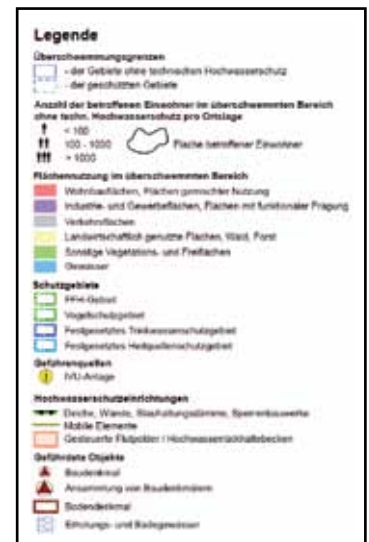 Legende
Überschwemmungsgrenzen
- der Gebiete ohne technischen Hochwasserschutz
- der geschützten Gebiete
Anzahl der betroffenen Einwohner im überschwemmten Bereich
ohne techn. Hochwasserschutz pro Ortslage
< 100
100 - 1000
Fläche betroffener Einwohner
> 1000
Flächennutzung im überschwemmten Bereich
Wohnbauflächen, Flächen gemischter Nutzung
Industrie- und Gewerbeflächen, Flächen mit funktionaler Prägung
Verkehrsflächen
Landwirtschaftlich genutzte Flächen, Wald, Forst
Sonstige Vegetations- und Freiflächen
Gewässer
Schutzgebiete
FFH-Gebiet
Vogelschutzgebiet
Festgesetztes Trinkwasserschutzgebiet
Festgesetztes Heilquellenschutzgebiet
Gefahrenquellen
IVU-Anlage
Hochwasserschutzeinrichtungen
Deiche, Wände, Stauhaltungsdämme, Sperrenbauwerke
Mobile Elemente
Gesteuerte Flutpolder / Hochwasserrückhaltebecken
Gefährdete Objekte
Baudenkmal
Ansammlung von Baudenkmälern
Bodendenkmal
Erholungs- und Badegewässer